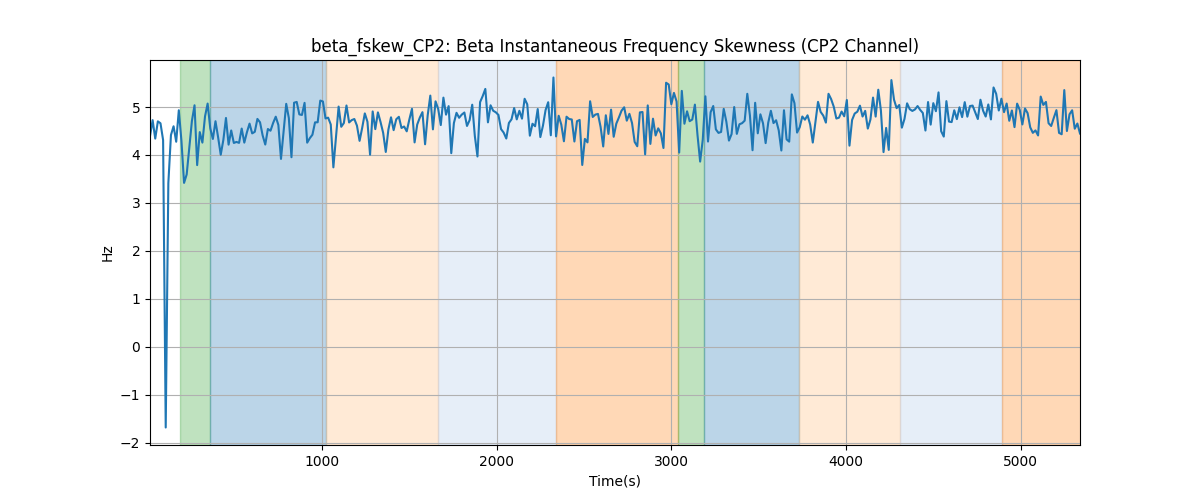 beta_fskew_CP2: Beta Instantaneous Frequency Skewness (CP2 Channel)
Hz
5
4
3
2
1
0
−1
−2
1000 2000 3000 4000 5000
Time(s)